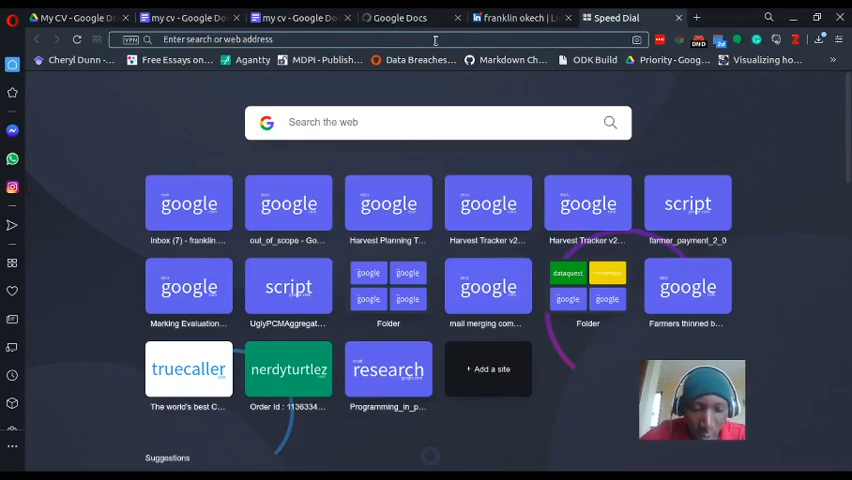 My CV - Google Dr
my cv - Google Do
my cv - Google Do
Google Docs
franklin okech | Li
Speed Dial
VPN
Enter search or web address
DND
2d
Cheryl Dunn -...
Free Essays on...
Agantty
MDPI - Publish...
Data Breaches...
Markdown Ch...
ODK Build
Priority - Goog...
Visualizing ho...
Search the web
google
google
google
google
google
script
Inbox (7) - franklin....
out_of_scope - Go...
Harvest Planning T...
Harvest Tracker v2...
Harvest Tracker v2...
farmer_payment_2_0
google
script
google google
google google
google
dataquest
google google
google
Marking Evaluation...
UglyPCMAggregat...
Folder
mail merging com...
Folder
Farmers thinned b...
truecaller
nerdyturtlez
research
+ Add a site
The world's best C...
Order Id : 1136334...
Programming_in_p...
Suggestions